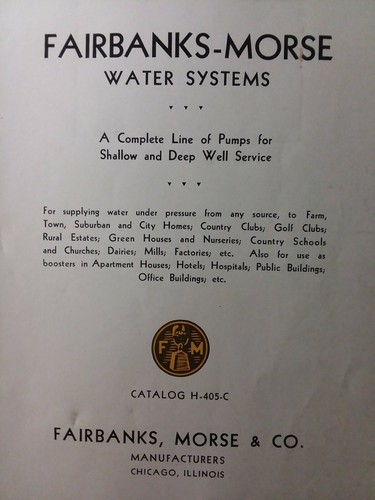 FAIRBANKS-MORSE
WATER SYSTEMS
A Complete Line of Pumps for
Shallow and Deep Well Service
For supplying water under pressure from any source, to Farm,
Town, Suburban and City Homes; Country Clubs; Golf Clubs;
Rural Estates; Green Houses and Nurseries; Country Schools
and Churches; Dairies; Mills; Factories; etc. Also for use as
boosters in Apartment Houses; Hotels; Hospitals; Public Buildings;
Office Buildings; etc.
F M
CATALOG H-405-C
FAIRBANKS, MORSE & CO.
MANUFACTURERS
CHICAGO, ILLINOIS